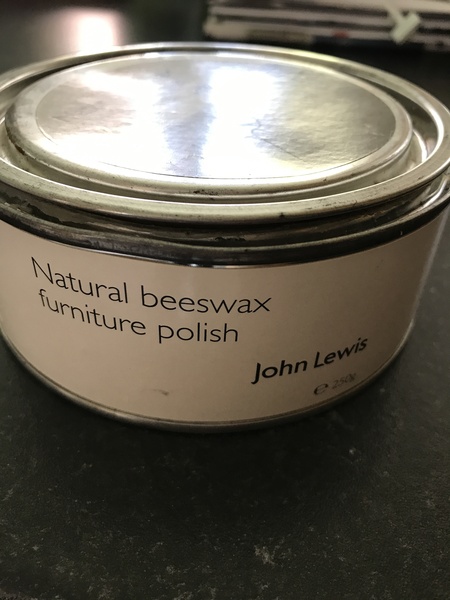 Natural beeswax
furniture polish
John Lewis
℮ 250g